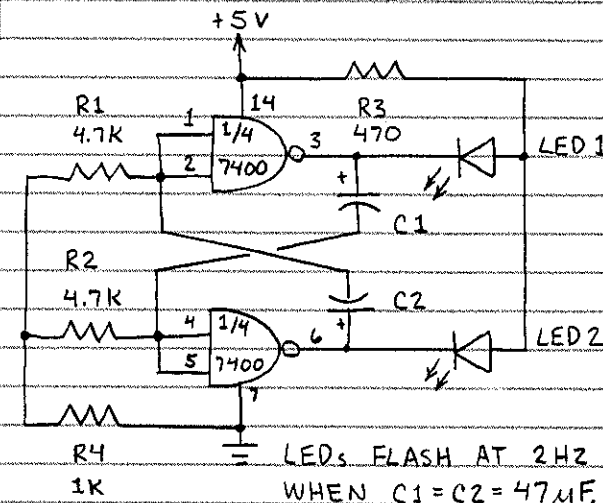 +5V
14
R1
4.7K
1
2
1/4
7400
3
R3
470
LED 1
+
C1
R2
4.7K
C2
+
4
5
1/4
7400
6
7
LED 2
R4
1K
LEDs FLASH AT 2HZ
WHEN C1 = C2 = 47µF.